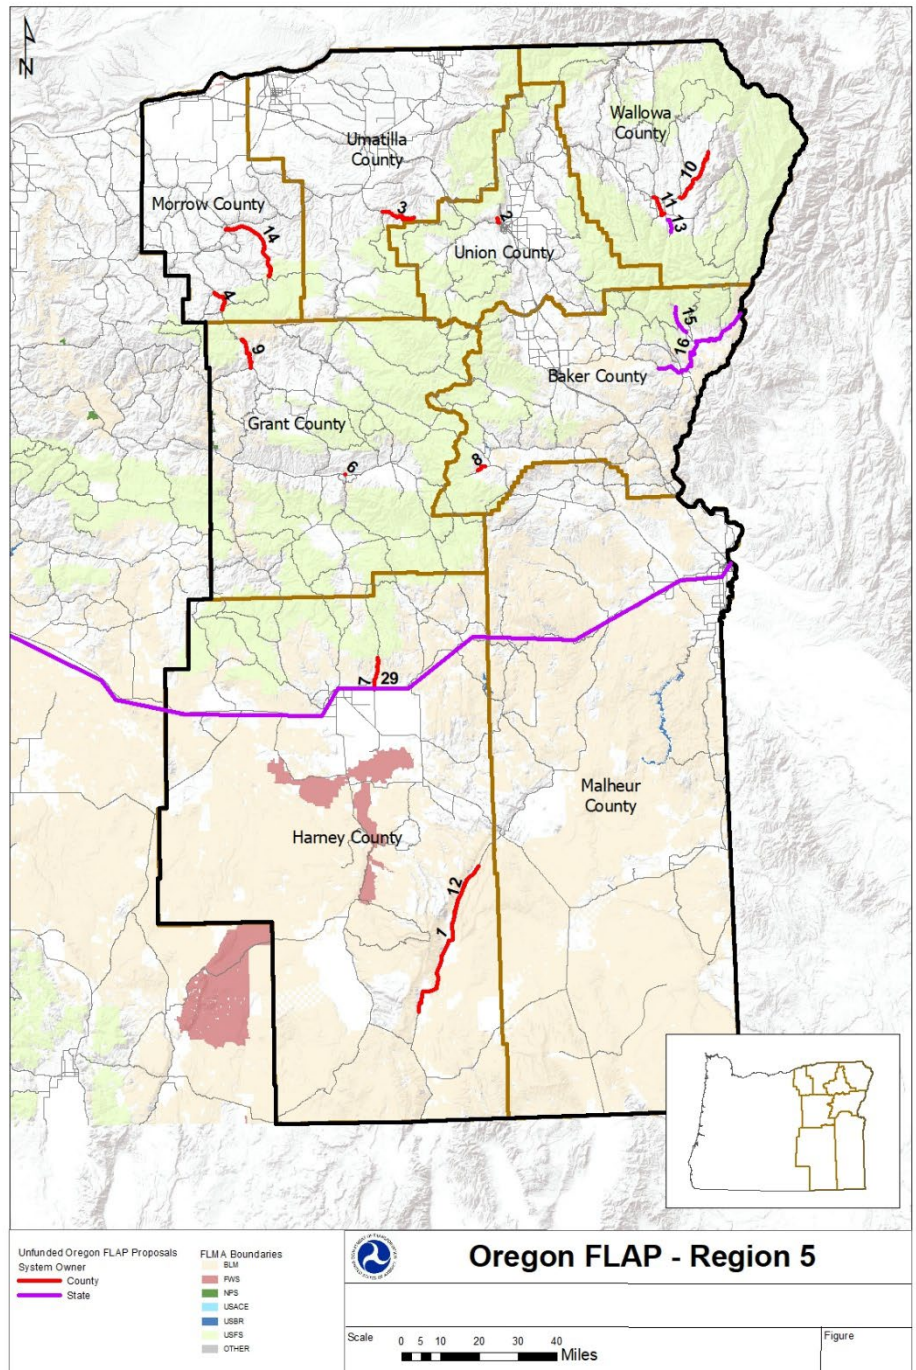 N
Wallowa
County
Umatilla
County
10
Morrow County
11
3
2
13
14
Union County
4
15
9
16
Baker County
Grant County
8
6
7
29
Malheur
County
Harney County
12
1
Unfunded Oregon FLAP Proposals
System Owner
County
State
FLMA Boundaries
BLM
FWS
NPS
USACE
USBR
USFS
OTHER
Oregon FLAP - Region 5
Scale
0 5 10 20 30 40
Miles
Figure